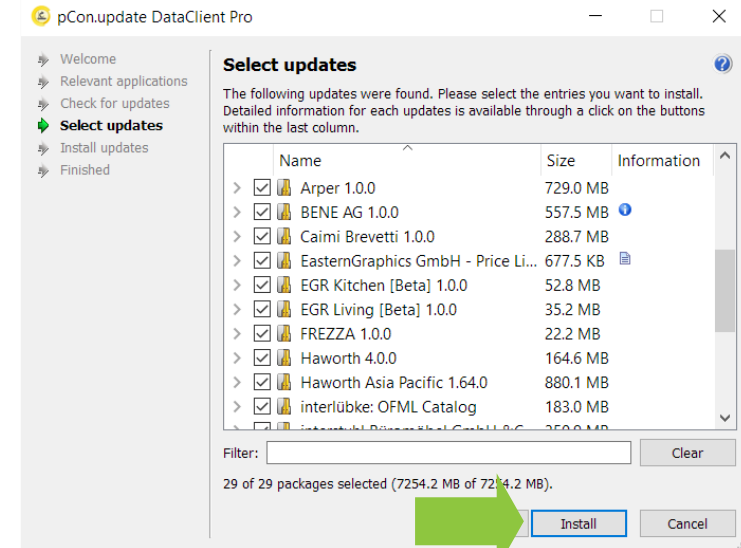 pCon.update DataClient Pro
Welcome
Relevant applications
Check for updates
Select updates
Install updates
Finished
Select updates
The following updates were found. Please select the entries you want to install.
Detailed information for each updates is available through a click on the buttons
within the last column.
Name Size Information
Arper 1.0.0 729.0 MB
BENE AG 1.0.0 557.5 MB
Caimi Brevetti 1.0.0 288.7 MB
EasternGraphics GmbH - Price Li... 677.5 KB
EGR Kitchen [Beta] 1.0.0 52.8 MB
EGR Living [Beta] 1.0.0 35.2 MB
FREZZA 1.0.0 22.2 MB
Haworth 4.0.0 164.6 MB
Haworth Asia Pacific 1.64.0 880.1 MB
interlübke: OFML Catalog 183.0 MB
Filter:
Clear
29 of 29 packages selected (7254.2 MB of 7254.2 MB).
Install Cancel